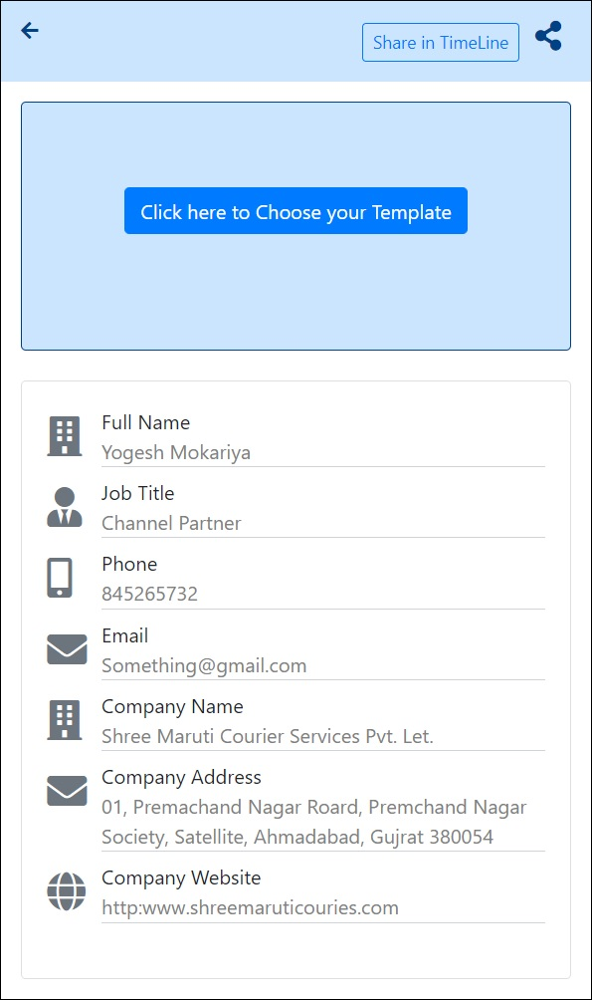 Share in TimeLine
Click here to Choose your Template
Full Name
Yogesh Mokariya
Job Title
Channel Partner
Phone
845265732
Email
Something@gmail.com
Company Name
Shree Maruti Courier Services Pvt. Let.
Company Address
01, Premachand Nagar Roard, Premchand Nagar
Society, Satellite, Ahmadabad, Gujrat 380054
Company Website
http:www.shreemaruticouries.com